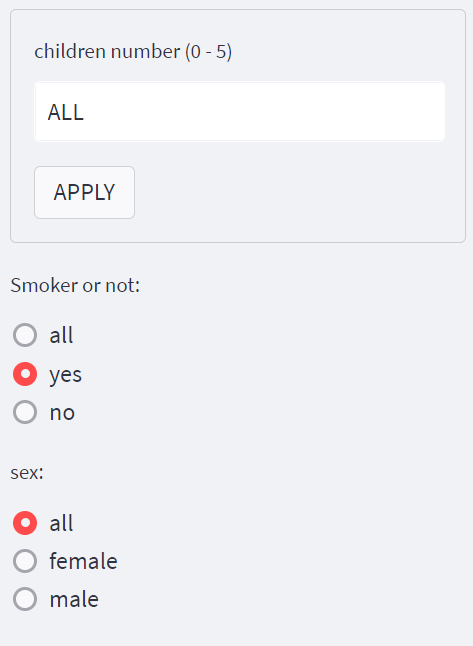 children number (0 - 5)
ALL
APPLY
Smoker or not:
all
yes
no
sex:
all
female
male